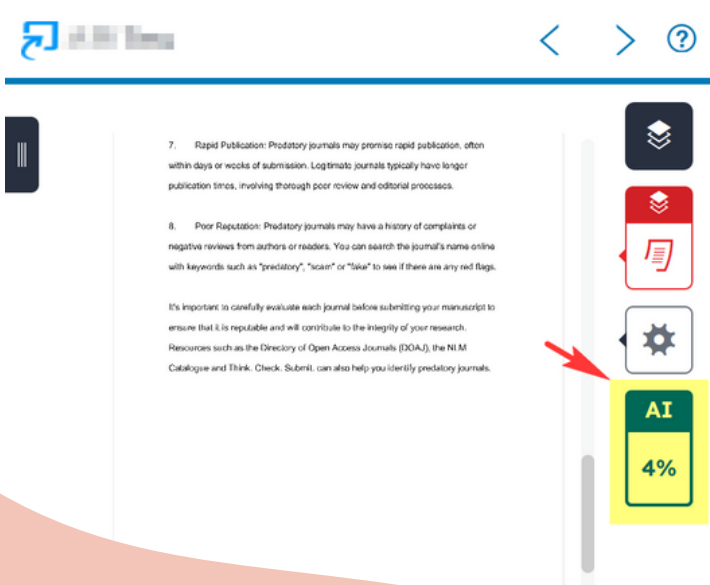 7. Rapid Publication: Predatory journals may promise rapid publication, often
within days or weeks of submission. Legitimate journals typically have longer
publication times, involving thorough peer review and editorial processes.
8. Poor Reputation: Predatory journals may have a history of complaints or
negative reviews from authors or readers. You can search the journal's name online
with keywords such as "predatory", "scam" or "fake" to see if there are any red flags.
It's important to carefully evaluate each journal before submitting your manuscript to
ensure that it is reputable and will contribute to the integrity of your research.
Resources such as the Directory of Open Access Journals (DOAJ), the NLM
Catalogue and Think. Check. Submit. can also help you identify predatory journals.
AI
4%